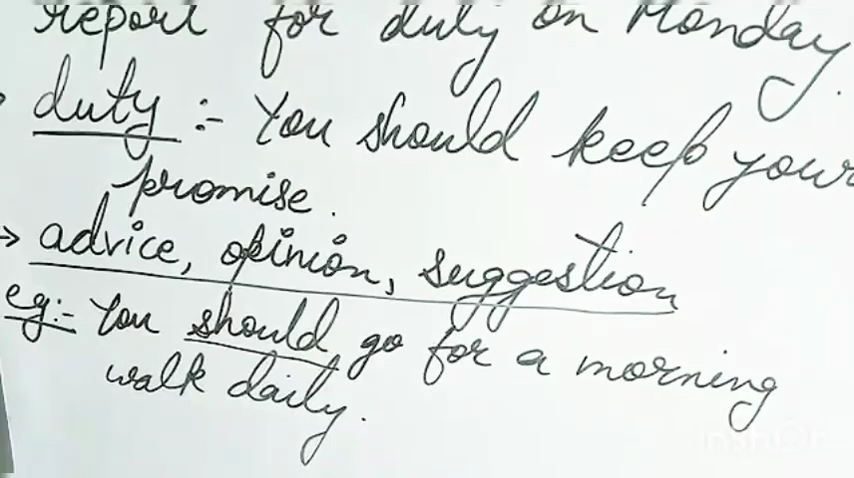 report for duty on Monday.
duty :- You should keep your
promise.
→ advice, opinion, suggestion
eg:- You should go for a morning
walk daily.